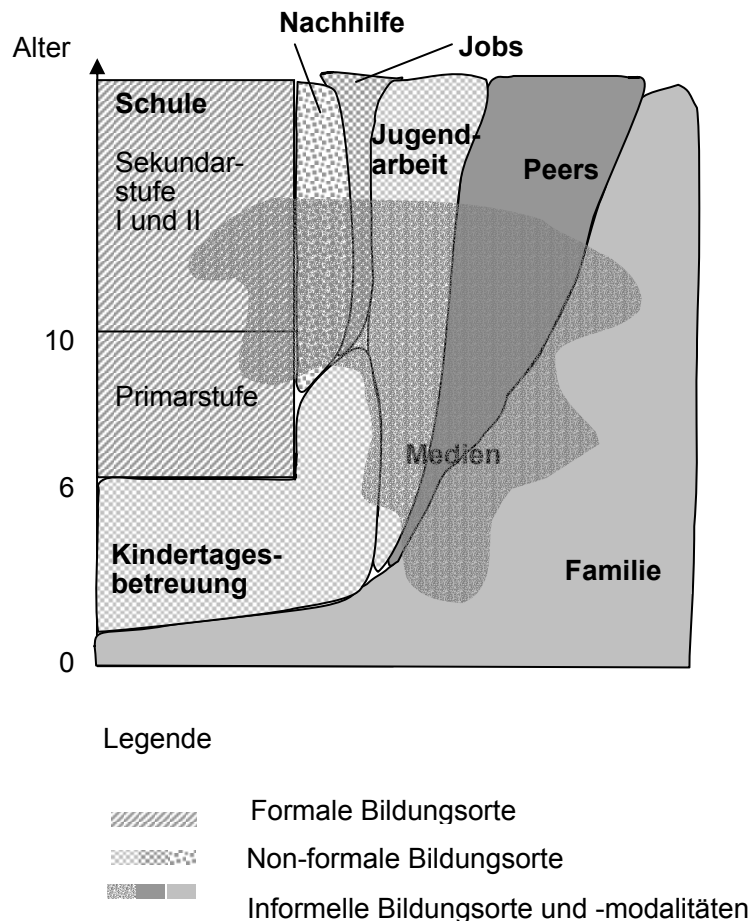 Nachhilfe
Jobs
Alter
Schule
Sekundar-
stufe
I und II
Jugend-
arbeit
Peers
10
Primarstufe
Medien
6
Kindertages-
betreuung
Familie
0
Legende
Formale Bildungsorte
Non-formale Bildungsorte
Informelle Bildungsorte und -modalitäten